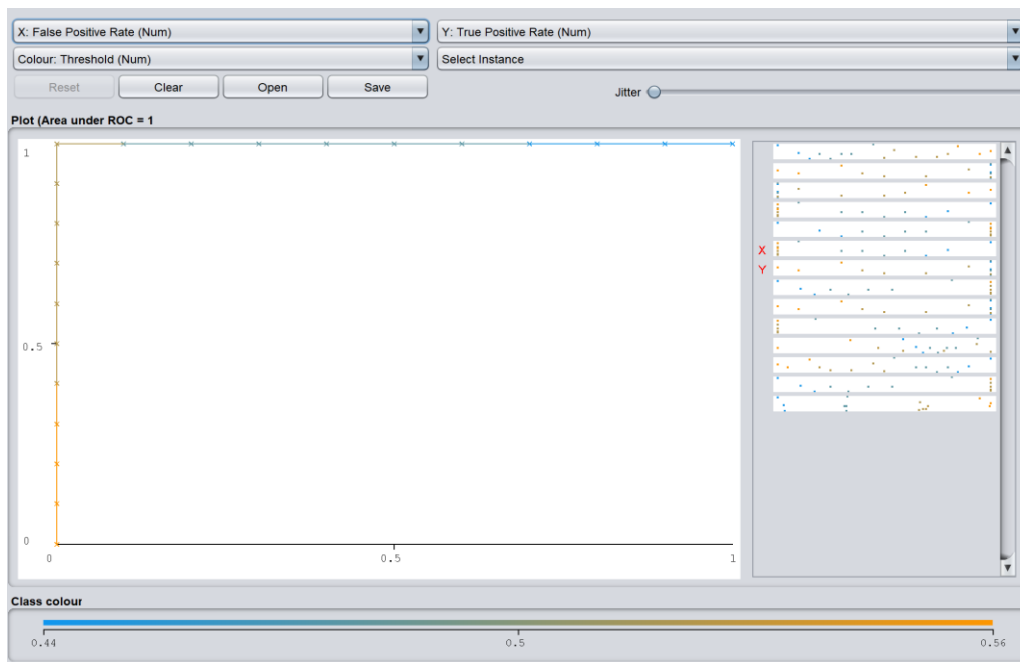 X: False Positive Rate (Num) Y: True Positive Rate (Num)
Colour: Threshold (Num) Select Instance
Reset Clear Open Save Jitter
Plot (Area under ROC = 1
1
X
Y
0.5
0
0 0.5 1
Class colour
0.44 0.5 0.56